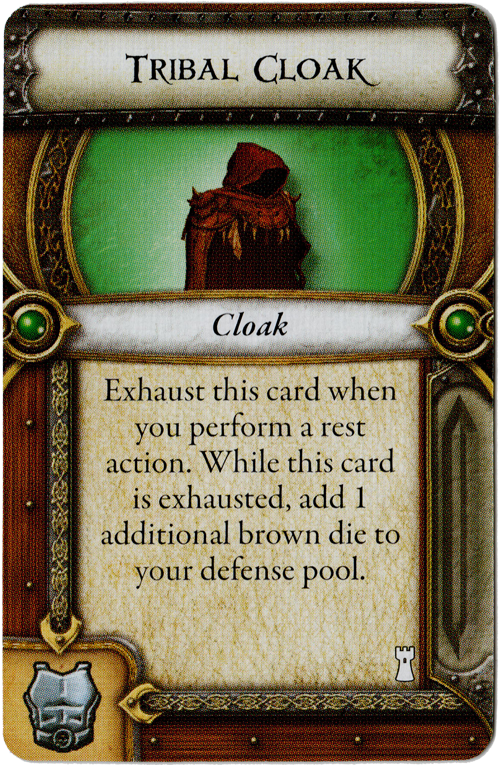 Tribal Cloak
Cloak
Exhaust this card when
you perform a rest
action. While this card
is exhausted, add 1
additional brown die to
your defense pool.